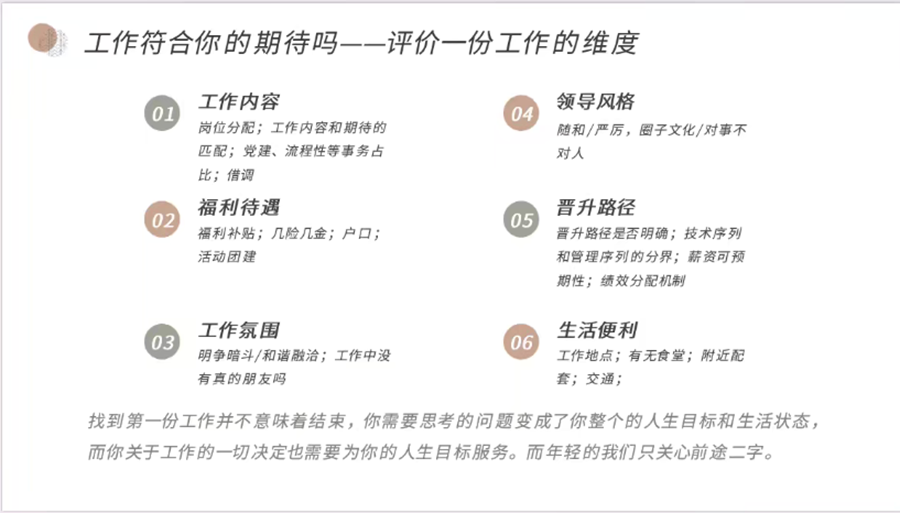 工作符合你的期待吗——评价一份工作的维度
01
工作内容
岗位分配；工作内容和期待的
匹配；党建、流程性等事务占
比；借调
02
福利待遇
福利补贴；几险几金；户口；
活动团建
03
工作氛围
明争暗斗/和谐融洽；工作中没
有真的朋友吗
04
领导风格
随和/严厉，圈子文化/对事不
对人
05
晋升路径
晋升路径是否明确；技术序列
和管理序列的分界；薪资可预
期性；绩效分配机制
06
生活便利
工作地点；有无食堂；附近配
套；交通；
找到第一份工作并不意味着结束，你需要思考的问题变成了你整个的人生目标和生活状态，
而你关于工作的一切决定也需要为你的人生目标服务。而年轻的我们只关心前途二字。